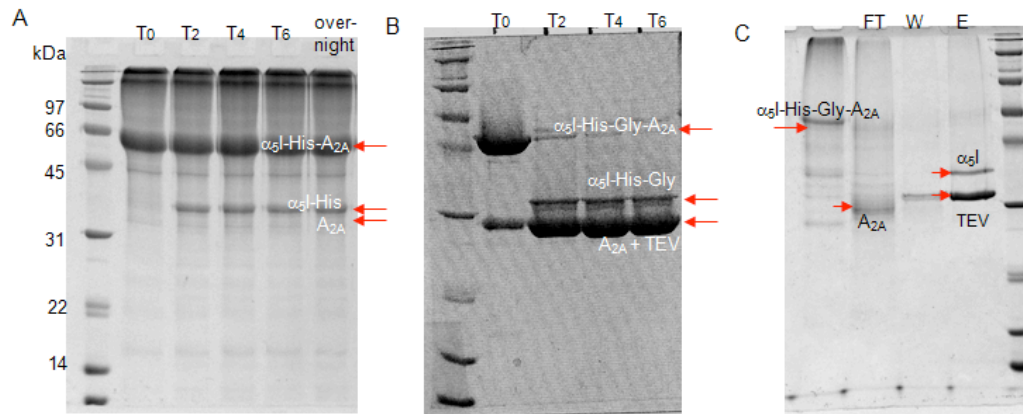 A
T0 T2 T4 T6 over-
night
kDa
97
66
45
31
22
14
α5I-His-A2A
α5I-His
A2A
B
T0 T2 T4 T6
α5I-His-Gly-A2A
α5I-His-Gly
A2A + TEV
C
FT W E
α5I-His-Gly-A2A
α5I
A2A
TEV